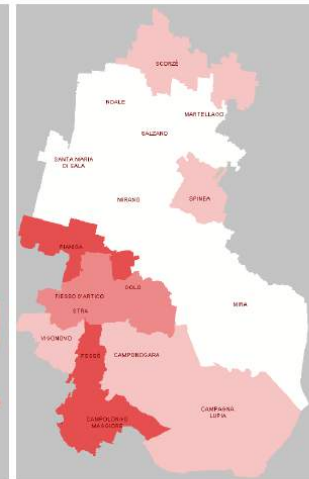 SCORZÈ
NOALE
MARTELLAGO
SALZANO
SANTA MARIA
DI SALA
MIRANO
SPINEA
PIANIGA
DOLO
FIESSO D'ARTICO
STRA
MIRA
VIGONOVO
FOSSÒ
CAMPONOGARA
CAMPAGNA
LUPIA
CAMPOLONGO
MAGGIORE